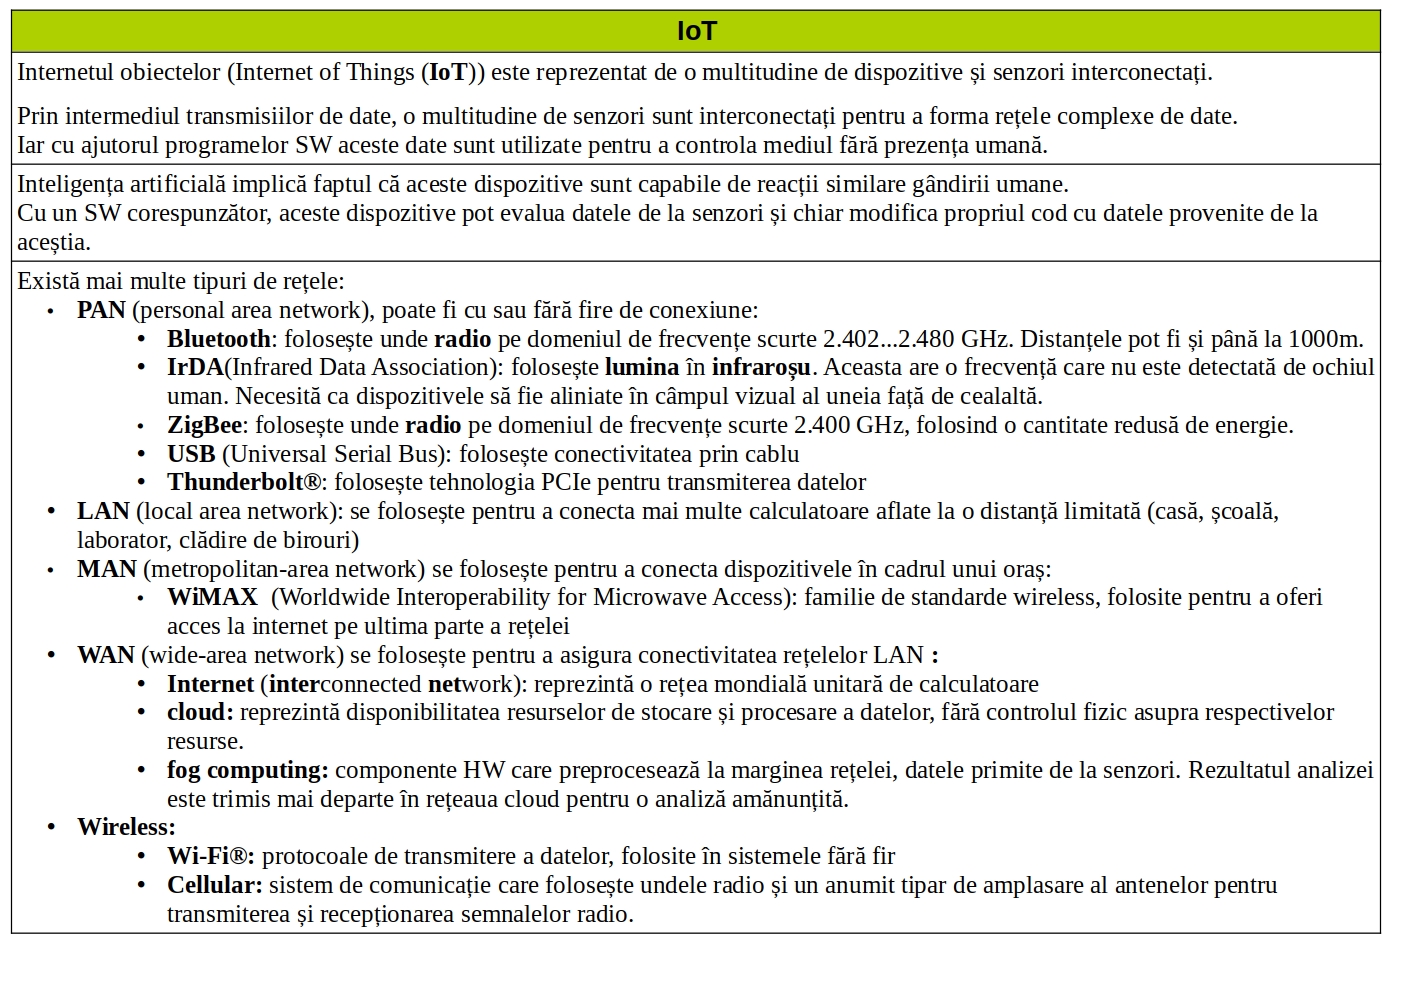 IoT
Internetul obiectelor (Internet of Things (IoT)) este reprezentat de o multitudine de dispozitive și senzori interconectați.
Prin intermediul transmisiilor de date, o multitudine de senzori sunt interconectați pentru a forma rețele complexe de date.
Iar cu ajutorul programelor SW aceste date sunt utilizate pentru a controla mediul fără prezența umană.
Inteligența artificială implică faptul că aceste dispozitive sunt capabile de reacții similare gândirii umane.
Cu un SW corespunzător, aceste dispozitive pot evalua datele de la senzori și chiar modifica propriul cod cu datele provenite de la
aceștia.
Există mai multe tipuri de rețele:
• PAN (personal area network), poate fi cu sau fără fire de conexiune:
• Bluetooth: folosește unde radio pe domeniul de frecvențe scurte 2.402...2.480 GHz. Distanțele pot fi și până la 1000m.
• IrDA(Infrared Data Association): folosește lumina în infraroșu. Aceasta are o frecvență care nu este detectată de ochiul
uman. Necesită ca dispozitivele să fie aliniate în câmpul vizual al uneia față de cealaltă.
• ZigBee: folosește unde radio pe domeniul de frecvențe scurte 2.400 GHz, folosind o cantitate redusă de energie.
• USB (Universal Serial Bus): folosește conectivitatea prin cablu
• Thunderbolt®: folosește tehnologia PCIe pentru transmiterea datelor
• LAN (local area network): se folosește pentru a conecta mai multe calculatoare aflate la o distanță limitată (casă, școală,
laborator, clădire de birouri)
• MAN (metropolitan-area network) se folosește pentru a conecta dispozitivele în cadrul unui oraș:
• WiMAX (Worldwide Interoperability for Microwave Access): familie de standarde wireless, folosite pentru a oferi
acces la internet pe ultima parte a rețelei
• WAN (wide-area network) se folosește pentru a asigura conectivitatea rețelelor LAN :
• Internet (interconnected network): reprezintă o rețea mondială unitară de calculatoare
• cloud: reprezintă disponibilitatea resurselor de stocare și procesare a datelor, fără controlul fizic asupra respectivelor
resurse.
• fog computing: componente HW care preprocesează la marginea rețelei, datele primite de la senzori. Rezultatul analizei
este trimis mai departe în rețeaua cloud pentru o analiză amănunțită.
• Wireless:
• Wi-Fi®: protocoale de transmitere a datelor, folosite în sistemele fără fir
• Cellular: sistem de comunicație care folosește undele radio și un anumit tipar de amplasare al antenelor pentru
transmiterea și recepționarea semnalelor radio.